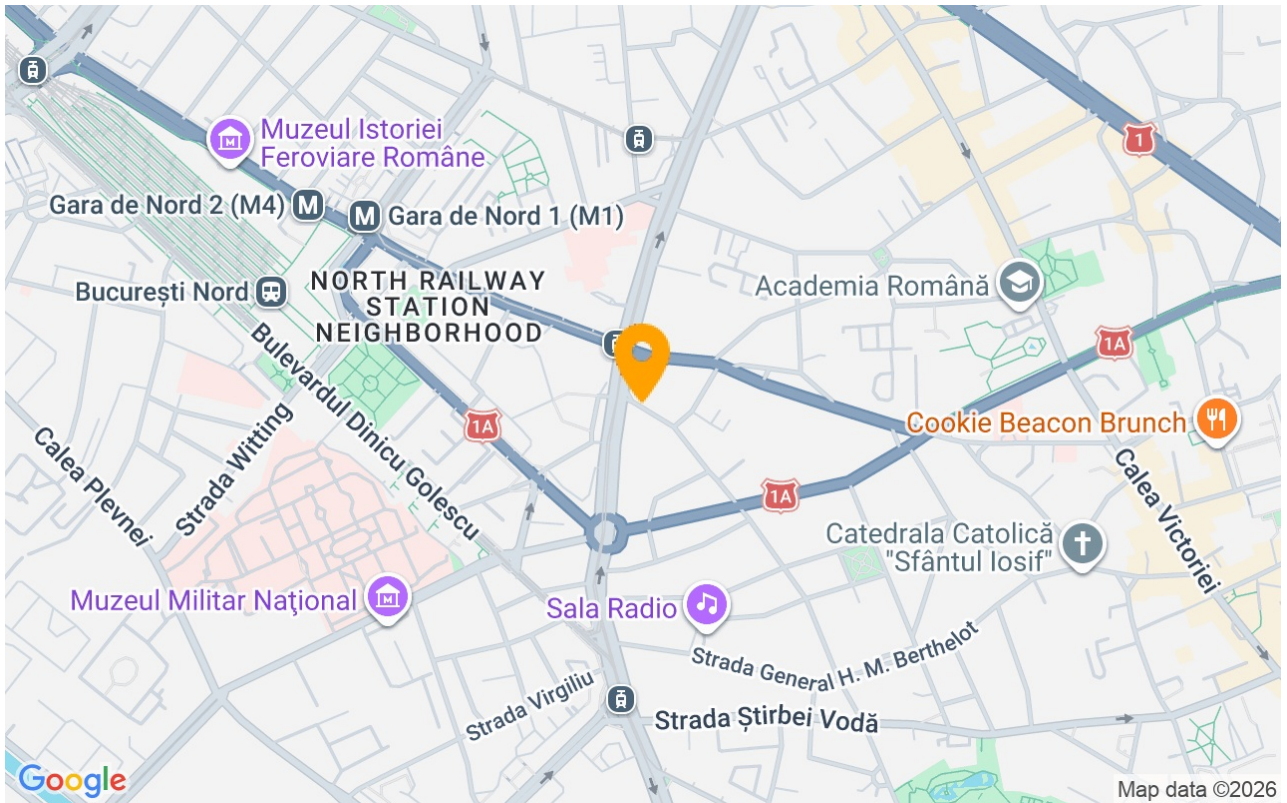 1
Muzeul Istoriei
Feroviare Române
Gara de Nord 2 (M4)
M
M
Gara de Nord 1 (M1)
București Nord
NORTH RAILWAY
STATION
NEIGHBORHOOD
Academia Română
1A
1A
Bulevardul Dinicu Golescu
Strada Witting
Calea Plevnei
Cookie Beacon Brunch
Calea Victoriei
1A
Catedrala Catolică
"Sfântul Iosif"
Muzeul Militar Naţional
Sala Radio
Strada General H. M. Berthelot
Strada Virgiliu
Strada Știrbei Vodă
Google
Map data ©2026